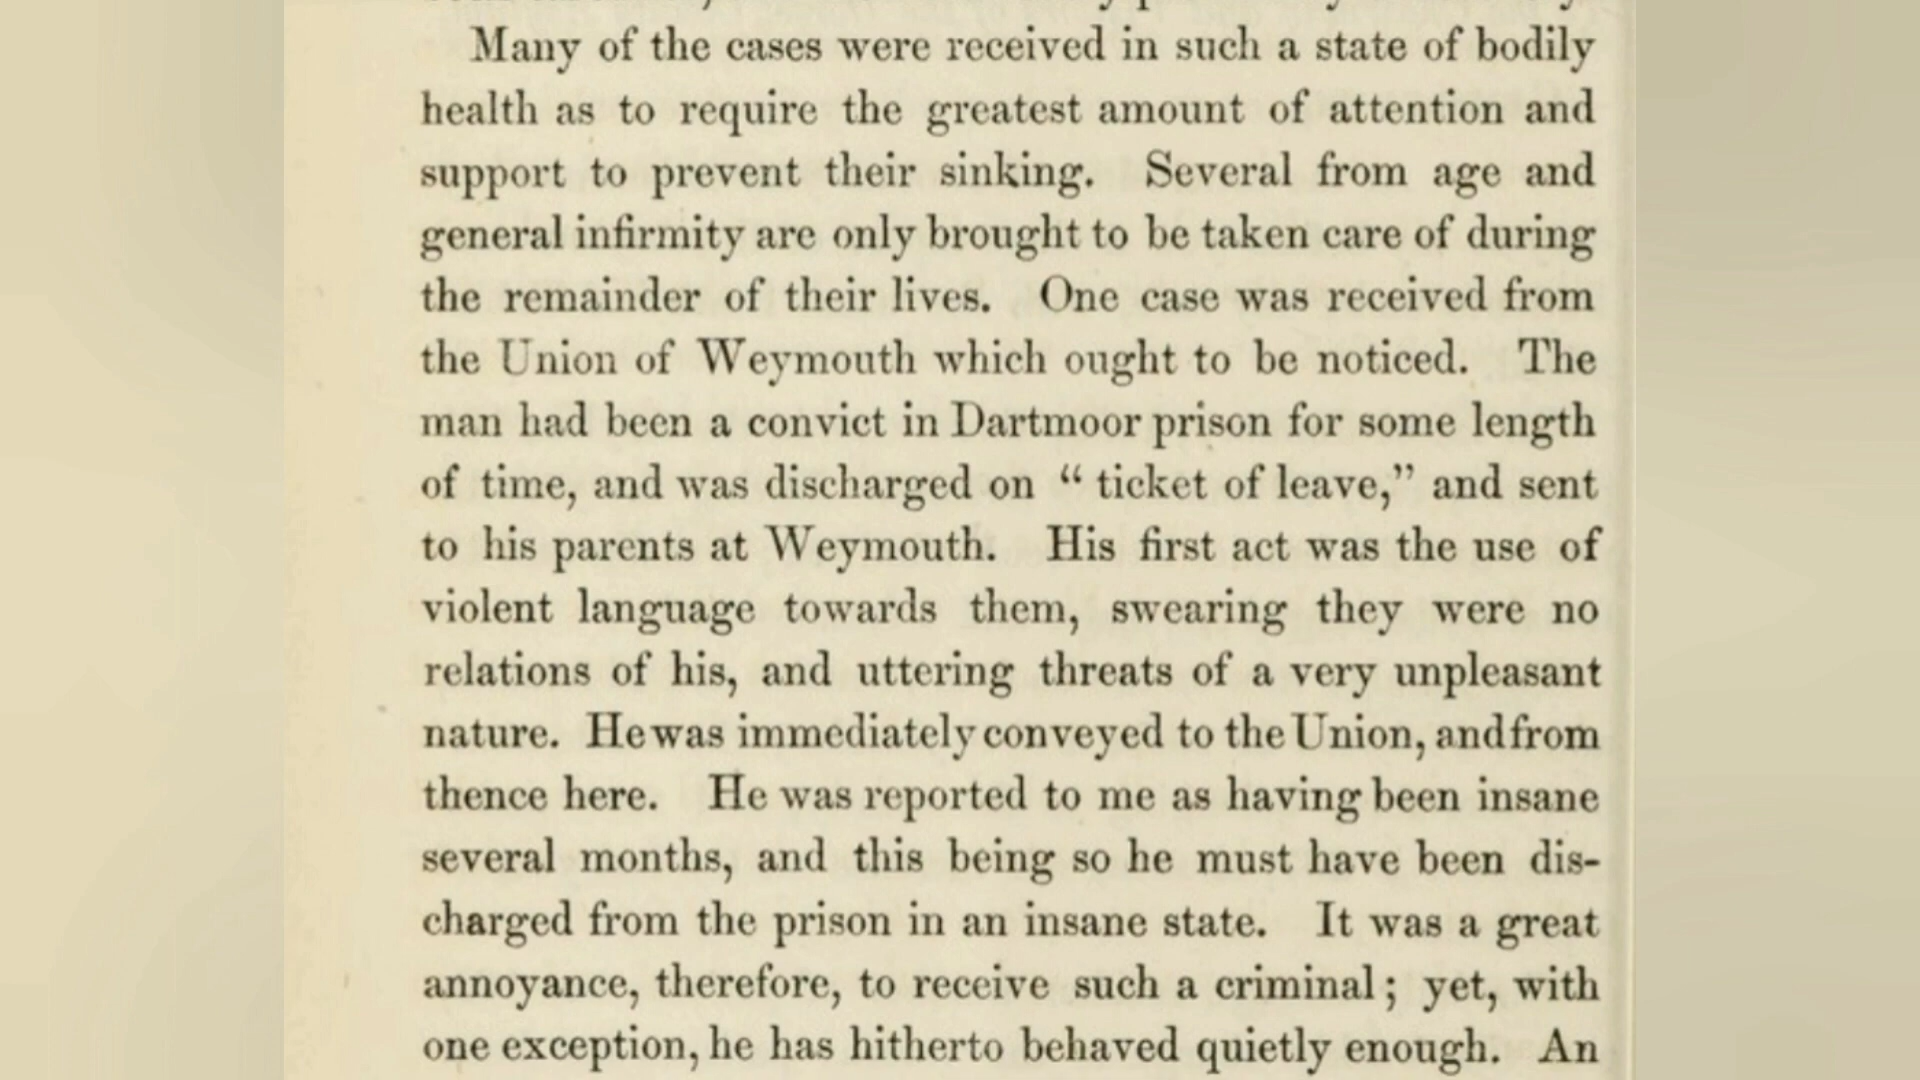 Many of the cases were received in such a state of bodily
health as to require the greatest amount of attention and
support to prevent their sinking. Several from age and
general infirmity are only brought to be taken care of during
the remainder of their lives. One case was received from
the Union of Weymouth which ought to be noticed. The
man had been a convict in Dartmoor prison for some length
of time, and was discharged on “ ticket of leave,” and sent
to his parents at Weymouth. His first act was the use of
violent language towards them, swearing they were no
relations of his, and uttering threats of a very unpleasant
nature. He was immediately conveyed to the Union, and from
thence here. He was reported to me as having been insane
several months, and this being so he must have been dis-
charged from the prison in an insane state. It was a great
annoyance, therefore, to receive such a criminal ; yet, with
one exception, he has hitherto behaved quietly enough. An